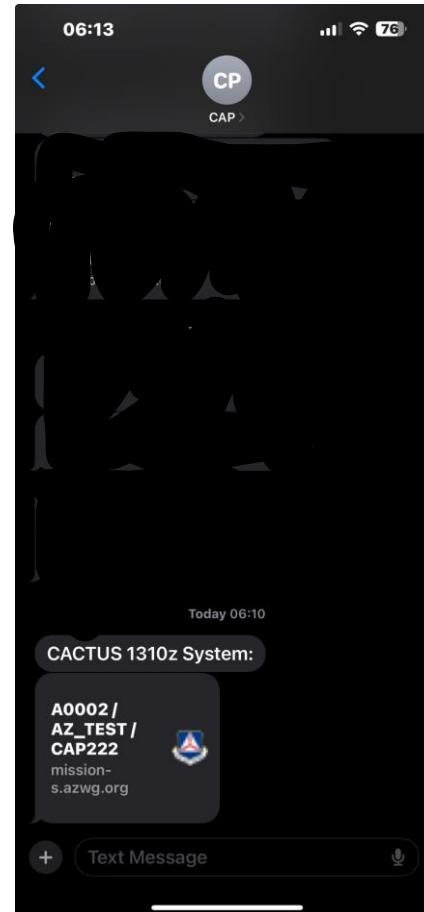 06:13
76
CP
CAP
Today 06:10
CACTUS 1310z System:
A0002 /
AZ_TEST /
CAP222
mission-
s.azwg.org
Text Message